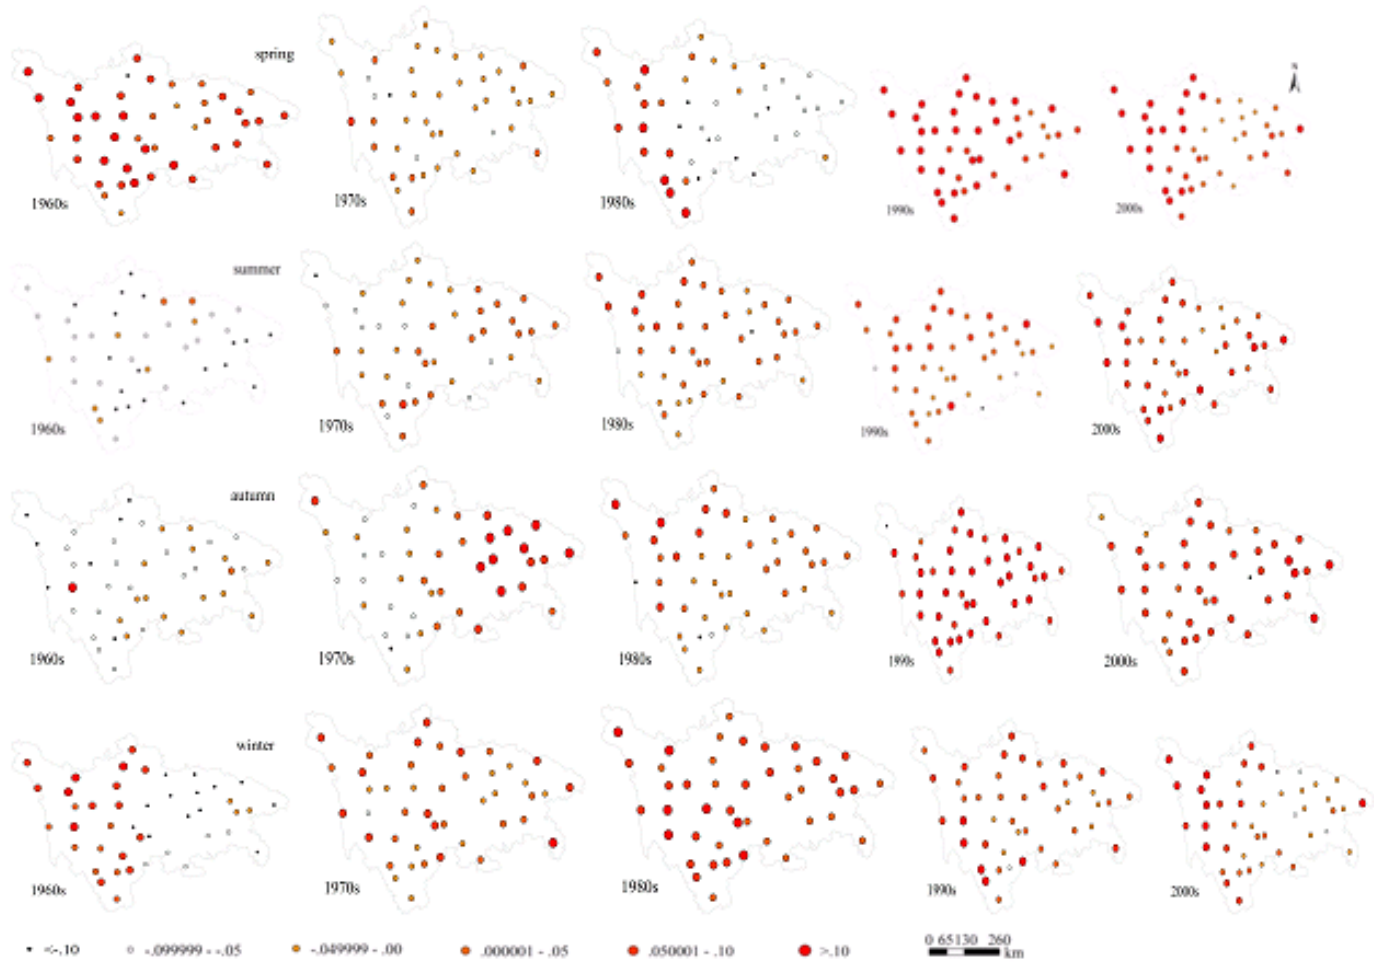 spring
N
1960s
1970s
1980s
1990s
2000s
summer
1960s
1970s
1980s
1990s
2000s
autumn
1960s
1970s
1980s
1990s
2000s
winter
1960s
1970s
1980s
1990s
2000s
<-.10 -.099999 - -.05 -.049999 - .00 .000001 - .05 .050001 - .10 >.10
0 65130 260
km